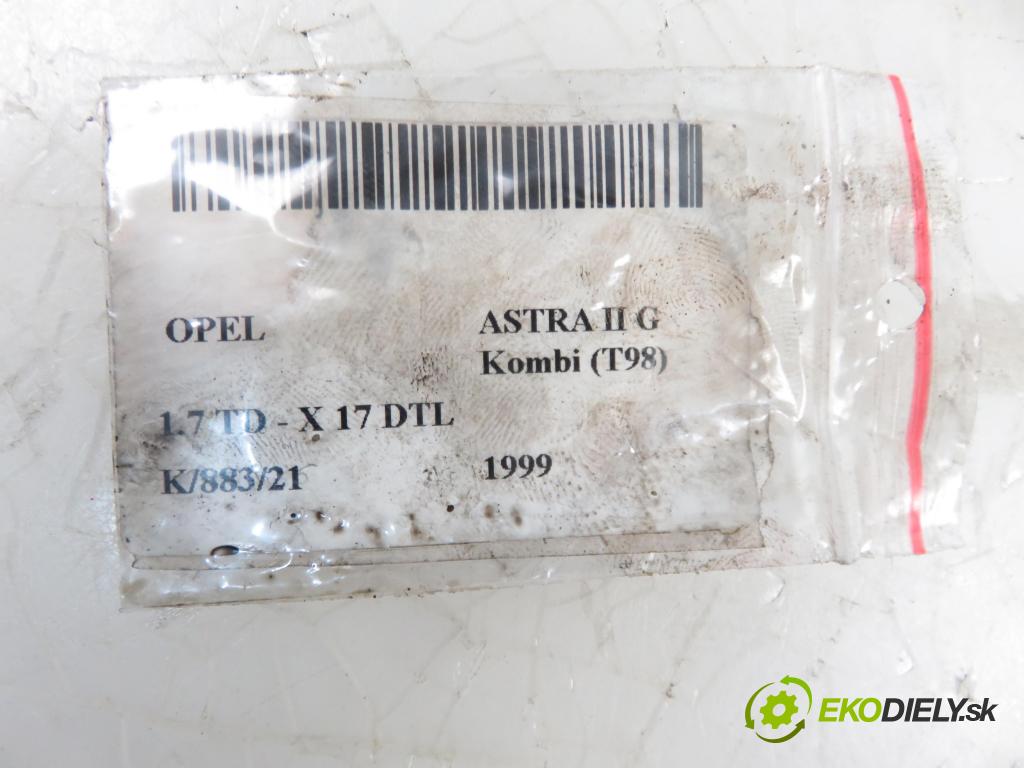 OPEL ASTRA II G
Kombi (T98)
1.7 TD - X 17 DTL
K/883/21 1999
EKODIELY.sk